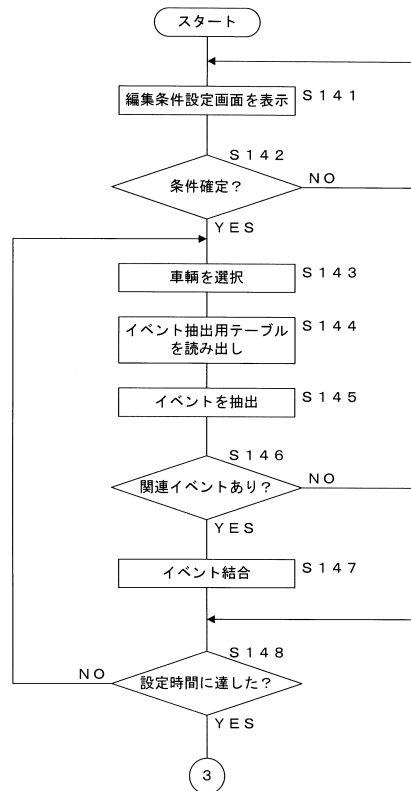 スタート
編集条件設定画面を表示
S141
S142
条件確定?
NO
YES
車輌を選択
S143
イベント抽出用テーブル
を読み出し
S144
イベントを抽出
S145
S146
関連イベントあり?
NO
YES
イベント結合
S147
S148
NO
設定時間に達した?
YES
3